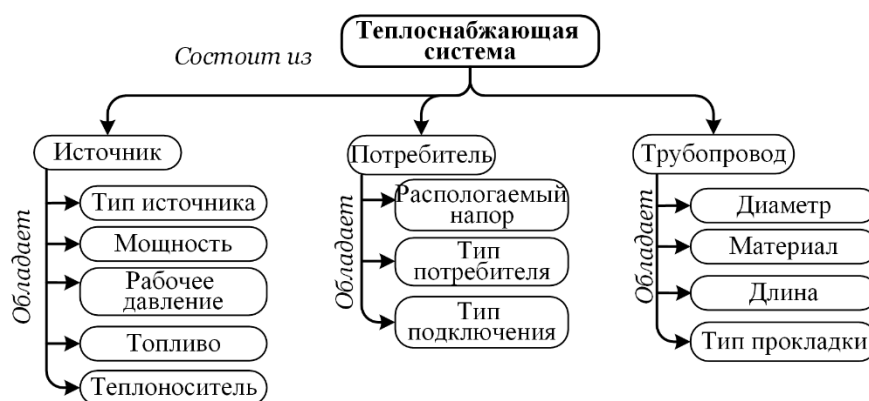 Теплоснабжающая
система
Состоит из
Источник
Обладает
Тип источника
Мощность
Рабочее
давление
Топливо
Теплоноситель
Потребитель
Обладает
Распологаемый
напор
Тип
потребителя
Тип
подключения
Трубопровод
Обладает
Диаметр
Материал
Длина
Тип прокладки